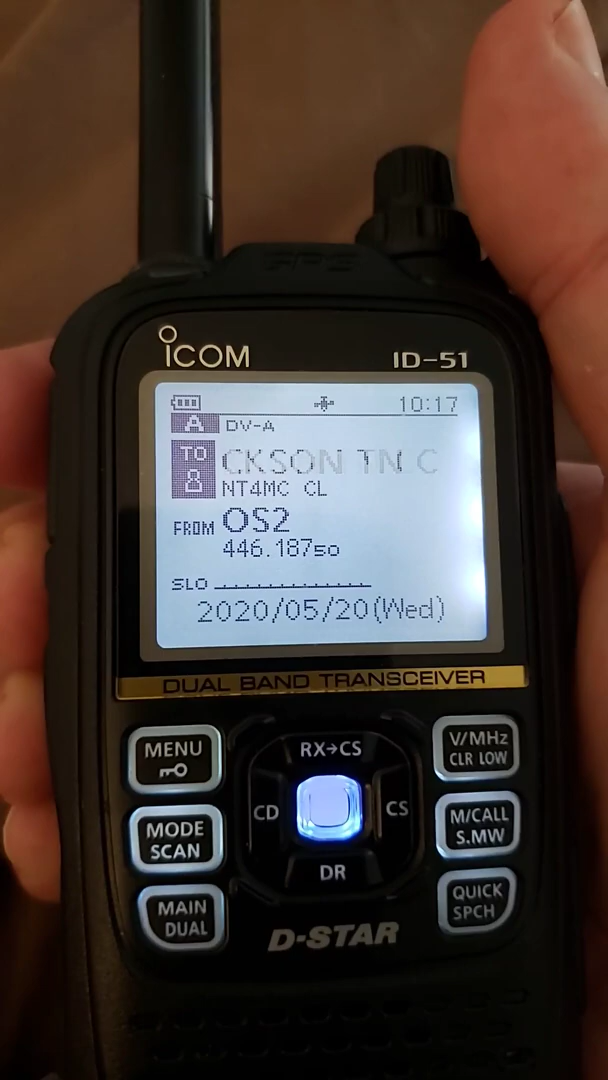 GPS
ICOM
ID-51
10:17
A DV-A
TO
CKSON TN C
8
NT4MC CL
FROM OS2
446.18750
SLO
2020/05/20(Wed)
DUAL BAND TRANSCEIVER
MENU
RX→CS
V/MHz
CLR LOW
MODE
SCAN
CD
CS
M/CALL
S.MW
MAIN
DUAL
DR
QUICK
SPCH
D-STAR